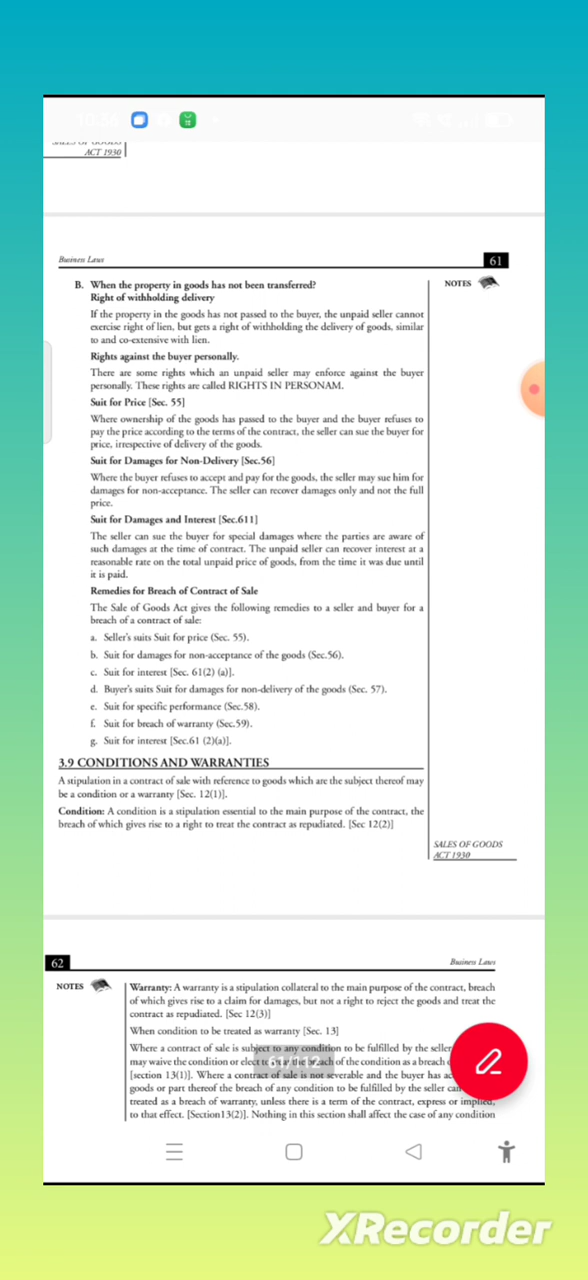 ACT 1930
Business Laws
61
B. When the property in goods has not been transferred?
NOTES
Right of withholding delivery
If the property in the goods has not passed to the buyer, the unpaid seller cannot
exercise right of lien, but gets a right of withholding the delivery of goods, similar
to and co-extensive with lien.
Rights against the buyer personally.
There are some rights which an unpaid seller may enforce against the buyer
personally. These rights are called RIGHTS IN PERSONAM.
Suit for Price [Sec. 55]
Where ownership of the goods has passed to the buyer and the buyer refuses to
pay the price according to the terms of the contract, the seller can sue the buyer for
price, irrespective of delivery of the goods.
Suit for Damages for Non-Delivery [Sec.56]
Where the buyer refuses to accept and pay for the goods, the seller may sue him for
damages for non-acceptance. The seller can recover damages only and not the full
price.
Suit for Damages and Interest [Sec.611]
The seller can sue the buyer for special damages where the parties are aware of
such damages at the time of contract. The unpaid seller can recover interest at a
reasonable rate on the total unpaid price of goods, from the time it was due until
it is paid.
Remedies for Breach of Contract of Sale
The Sale of Goods Act gives the following remedies to a seller and buyer for a
breach of a contract of sale:
a. Seller's suits Suit for price (Sec. 55).
b. Suit for damages for non-acceptance of the goods (Sec.56).
c. Suit for interest [Sec. 61(2) (a)].
d. Buyer's suits Suit for damages for non-delivery of the goods (Sec. 57).
e. Suit for specific performance (Sec.58).
f. Suit for breach of warranty (Sec.59).
g. Suit for interest [Sec.61 (2)(a)].
3.9 CONDITIONS AND WARRANTIES
A stipulation in a contract of sale with reference to goods which are the subject thereof may
be a condition or a warranty [Sec. 12(1)].
Condition: A condition is a stipulation essential to the main purpose of the contract, the
breach of which gives rise to a right to treat the contract as repudiated. [Sec 12(2)]
SALES OF GOODS
ACT 1930
62
Business Laws
NOTES
Warranty: A warranty is a stipulation collateral to the main purpose of the contract, breach
of which gives rise to a claim for damages, but not a right to reject the goods and treat the
contract as repudiated. [Sec 12(3)]
When condition to be treated as warranty [Sec. 13]
Where a contract of sale is subject to any condition to be fulfilled by the seller
may waive the condition or elect to breach of the condition as a breach
61/112
[section 13(1)]. Where a contract of sale is not severable and the buyer has
goods or part thereof the breach of any condition to be fulfilled by the seller
treated as a breach of warranty, unless there is a term of the contract, express or implied,
to that effect. [Section13(2)]. Nothing in this section shall affect the case of any condition
XRecorder